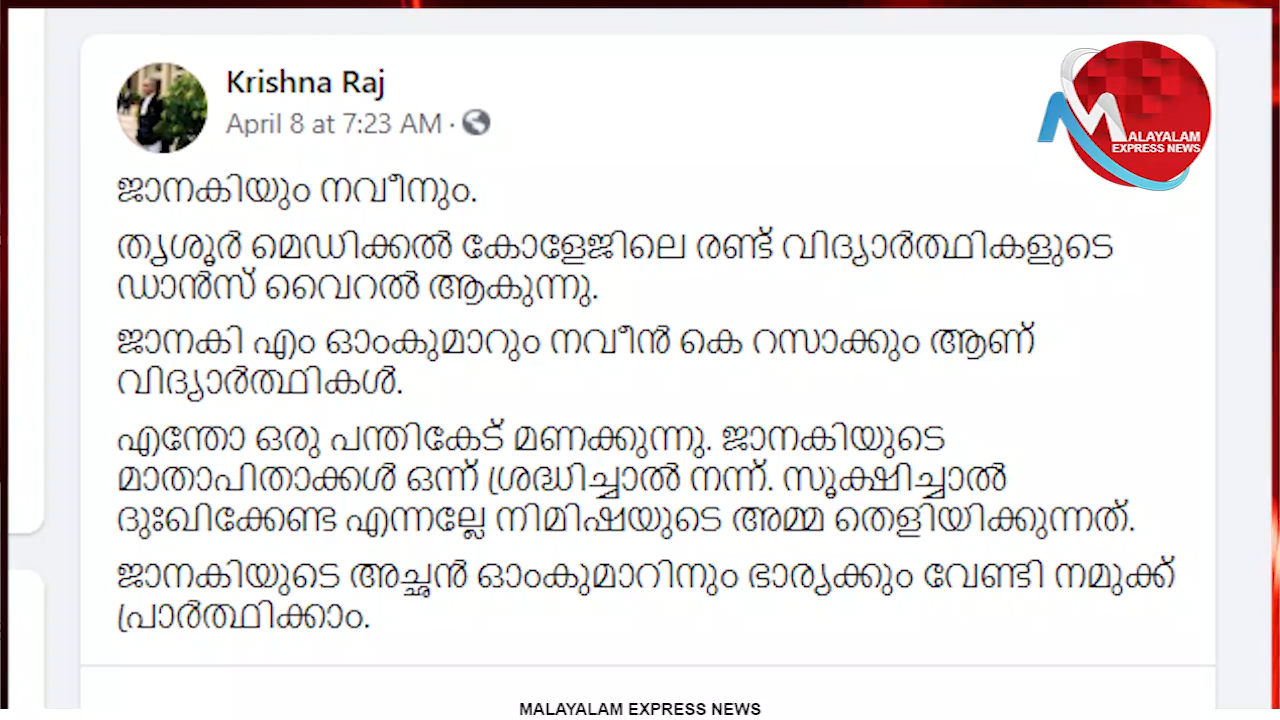 Krishna Raj
April 8 at 7:23 AM ·
MALAYALAM
EXPRESS NEWS
ജാനകിയും നവീനും.
തൃശൂർ മെഡിക്കൽ കോളേജിലെ രണ്ട് വിദ്യാർത്ഥികളുടെ
ഡാൻസ് വൈറൽ ആകുന്നു.
ജാനകി എം ഓംകുമാറും നവീൻ കെ റസാക്കും ആണ്
വിദ്യാർത്ഥികൾ.
എന്തോ ഒരു പന്തികേട് മണക്കുന്നു. ജാനകിയുടെ
മാതാപിതാക്കൾ ഒന്ന് ശ്രദ്ധിച്ചാൽ നന്ന്. സൂക്ഷിച്ചാൽ
ദുഃഖിക്കേണ്ട എന്നല്ലേ നിമിഷയുടെ അമ്മ തെളിയിക്കുന്നത്.
ജാനകിയുടെ അച്ഛൻ ഓംകുമാറിനും ഭാര്യക്കും വേണ്ടി നമുക്ക്
പ്രാർത്ഥിക്കാം.
MALAYALAM EXPRESS NEWS